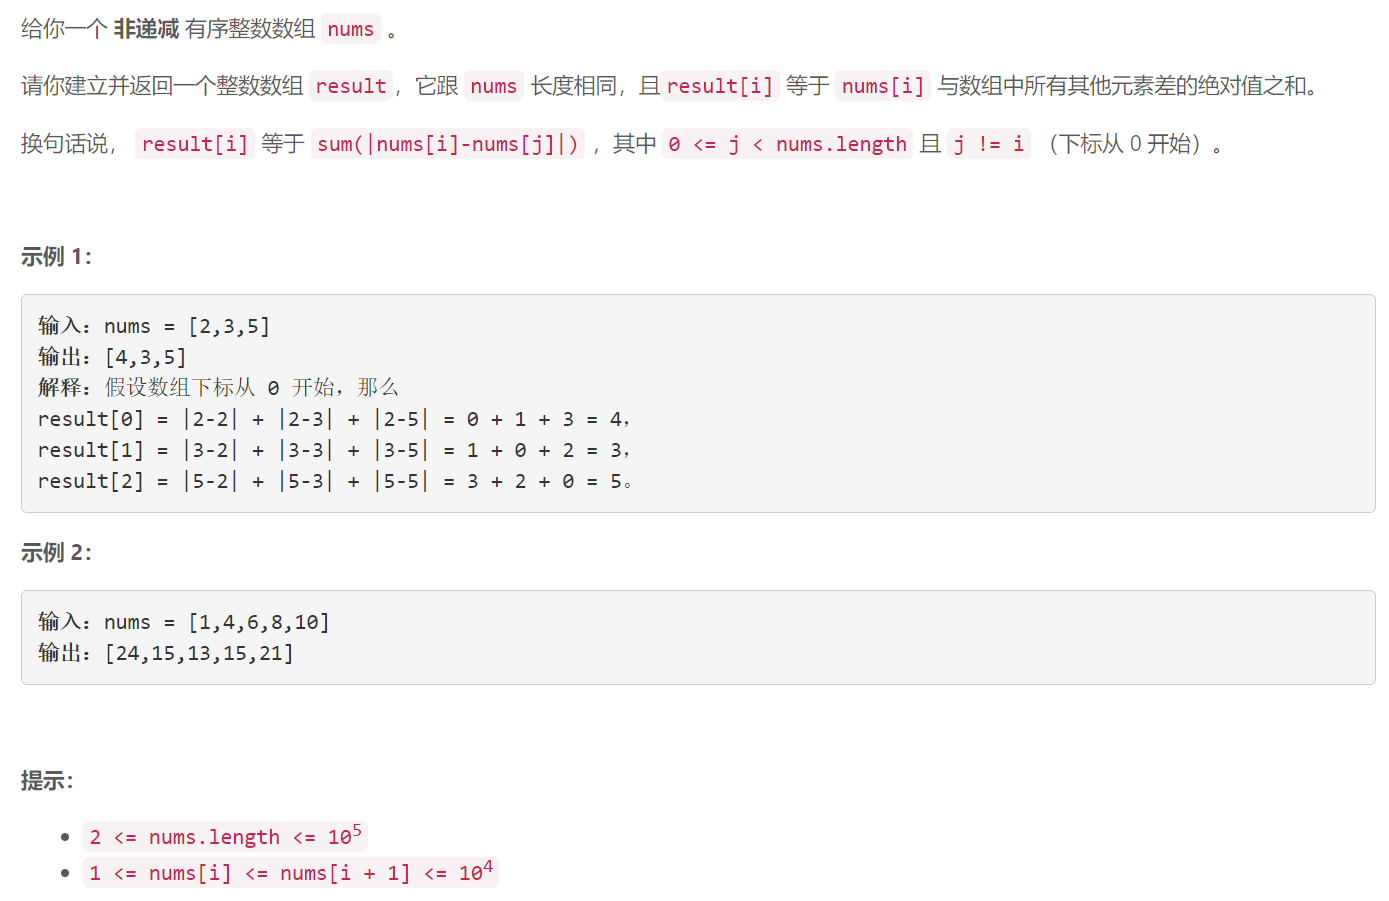 给你一个 非递减 有序整数数组 nums 。
请你建立并返回一个整数数组 result，它跟 nums 长度相同，且result[i] 等于 nums[i] 与数组中所有其他元素差的绝对值之和。
换句话说， result[i] 等于 sum(|nums[i]-nums[j]|) ，其中 0 <= j < nums.length 且 j != i （下标从 0 开始）。
示例 1：
输入：nums = [2,3,5]
输出：[4,3,5]
解释：假设数组下标从 0 开始，那么
result[0] = |2-2| + |2-3| + |2-5| = 0 + 1 + 3 = 4，
result[1] = |3-2| + |3-3| + |3-5| = 1 + 0 + 2 = 3，
result[2] = |5-2| + |5-3| + |5-5| = 3 + 2 + 0 = 5。
示例 2：
输入：nums = [1,4,6,8,10]
输出：[24,15,13,15,21]
提示：
• 2 <= nums.length <= 10⁵
• 1 <= nums[i] <= nums[i + 1] <= 10⁴